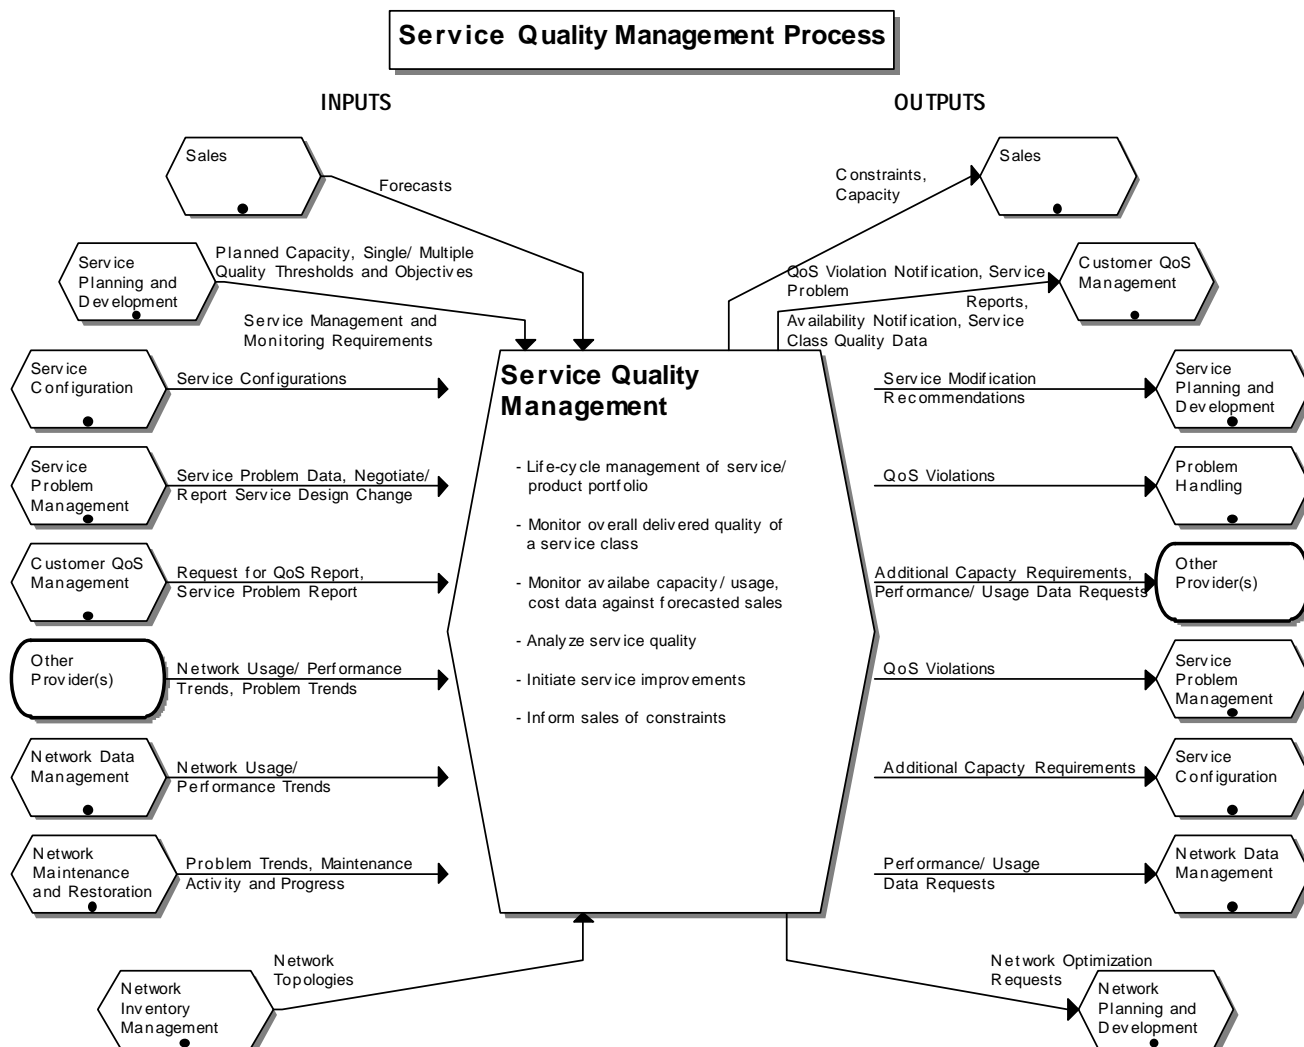 Service Quality Management Process
INPUTS
OUTPUTS
Sales
Forecasts
Service
Planning and
Development
Planned Capacity, Single/ Multiple
Quality Thresholds and Objectives
Service Management and
Monitoring Requirements
Service
Configuration
Service Configurations
Service
Problem
Management
Service Problem Data, Negotiate/
Report Service Design Change
Customer QoS
Management
Request for QoS Report,
Service Problem Report
Other
Provider(s)
Network Usage/ Performance
Trends, Problem Trends
Network Data
Management
Network Usage/
Performance Trends
Network
Maintenance
and Restoration
Problem Trends, Maintenance
Activity and Progress
Network
Inventory
Management
Network
Topologies
Service Quality
Management
- Life-cycle management of service/
product portfolio
- Monitor overall delivered quality of
a service class
- Monitor availabe capacity/ usage,
cost data against forecasted sales
- Analyze service quality
- Initiate service improvements
- Inform sales of constraints
Constraints,
Capacity
Sales
QoS Violation Notification, Service
Problem
Reports,
Availability Notification, Service
Class Quality Data
Customer QoS
Management
Service Modification
Recommendations
Service
Planning and
Development
QoS Violations
Problem
Handling
Additional Capacty Requirements,
Performance/ Usage Data Requests
Other
Provider(s)
QoS Violations
Service
Problem
Management
Additional Capacty Requirements
Service
Configuration
Performance/ Usage
Data Requests
Network Data
Management
Network Optimization
Requests
Network
Planning and
Development